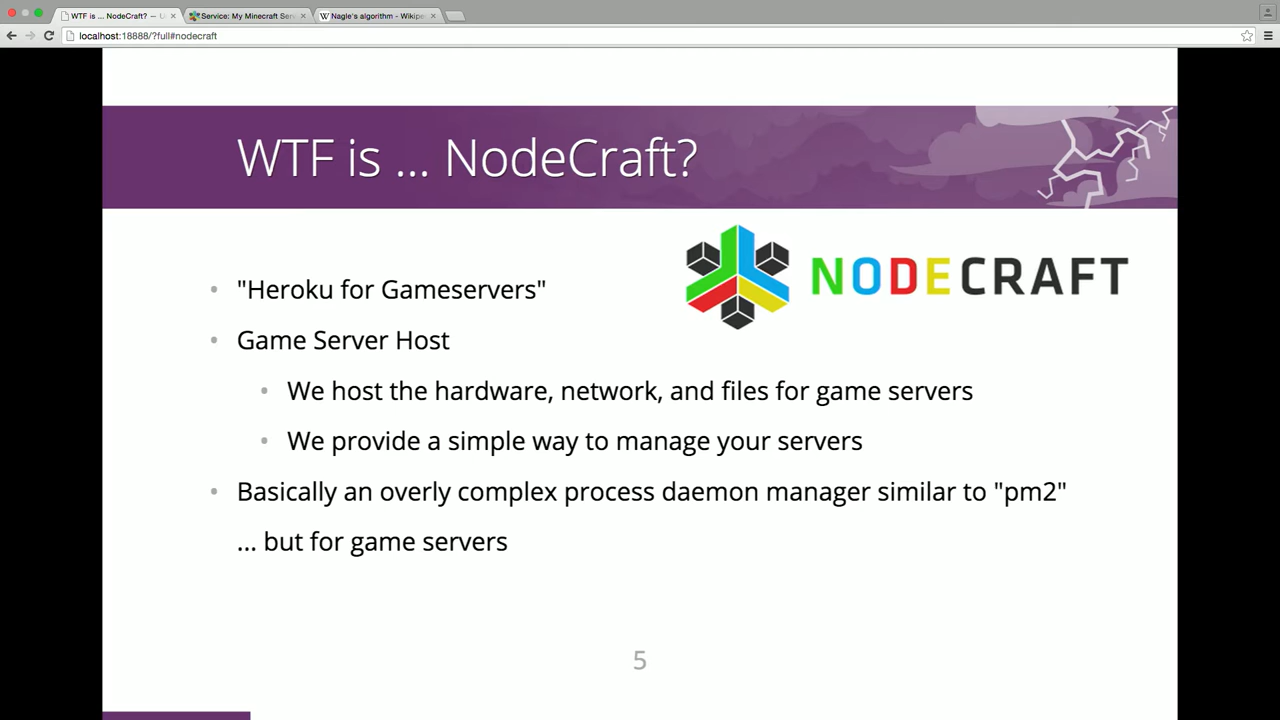 WTF is ... NodeCraft? —
Service: My Minecraft Ser
Nagle's algorithm - Wikipe
localhost:18888/?full#nodecraft
WTF is ... NodeCraft?
NODECRAFT
• "Heroku for Gameservers"
• Game Server Host
• We host the hardware, network, and files for game servers
• We provide a simple way to manage your servers
• Basically an overly complex process daemon manager similar to "pm2"
... but for game servers
5